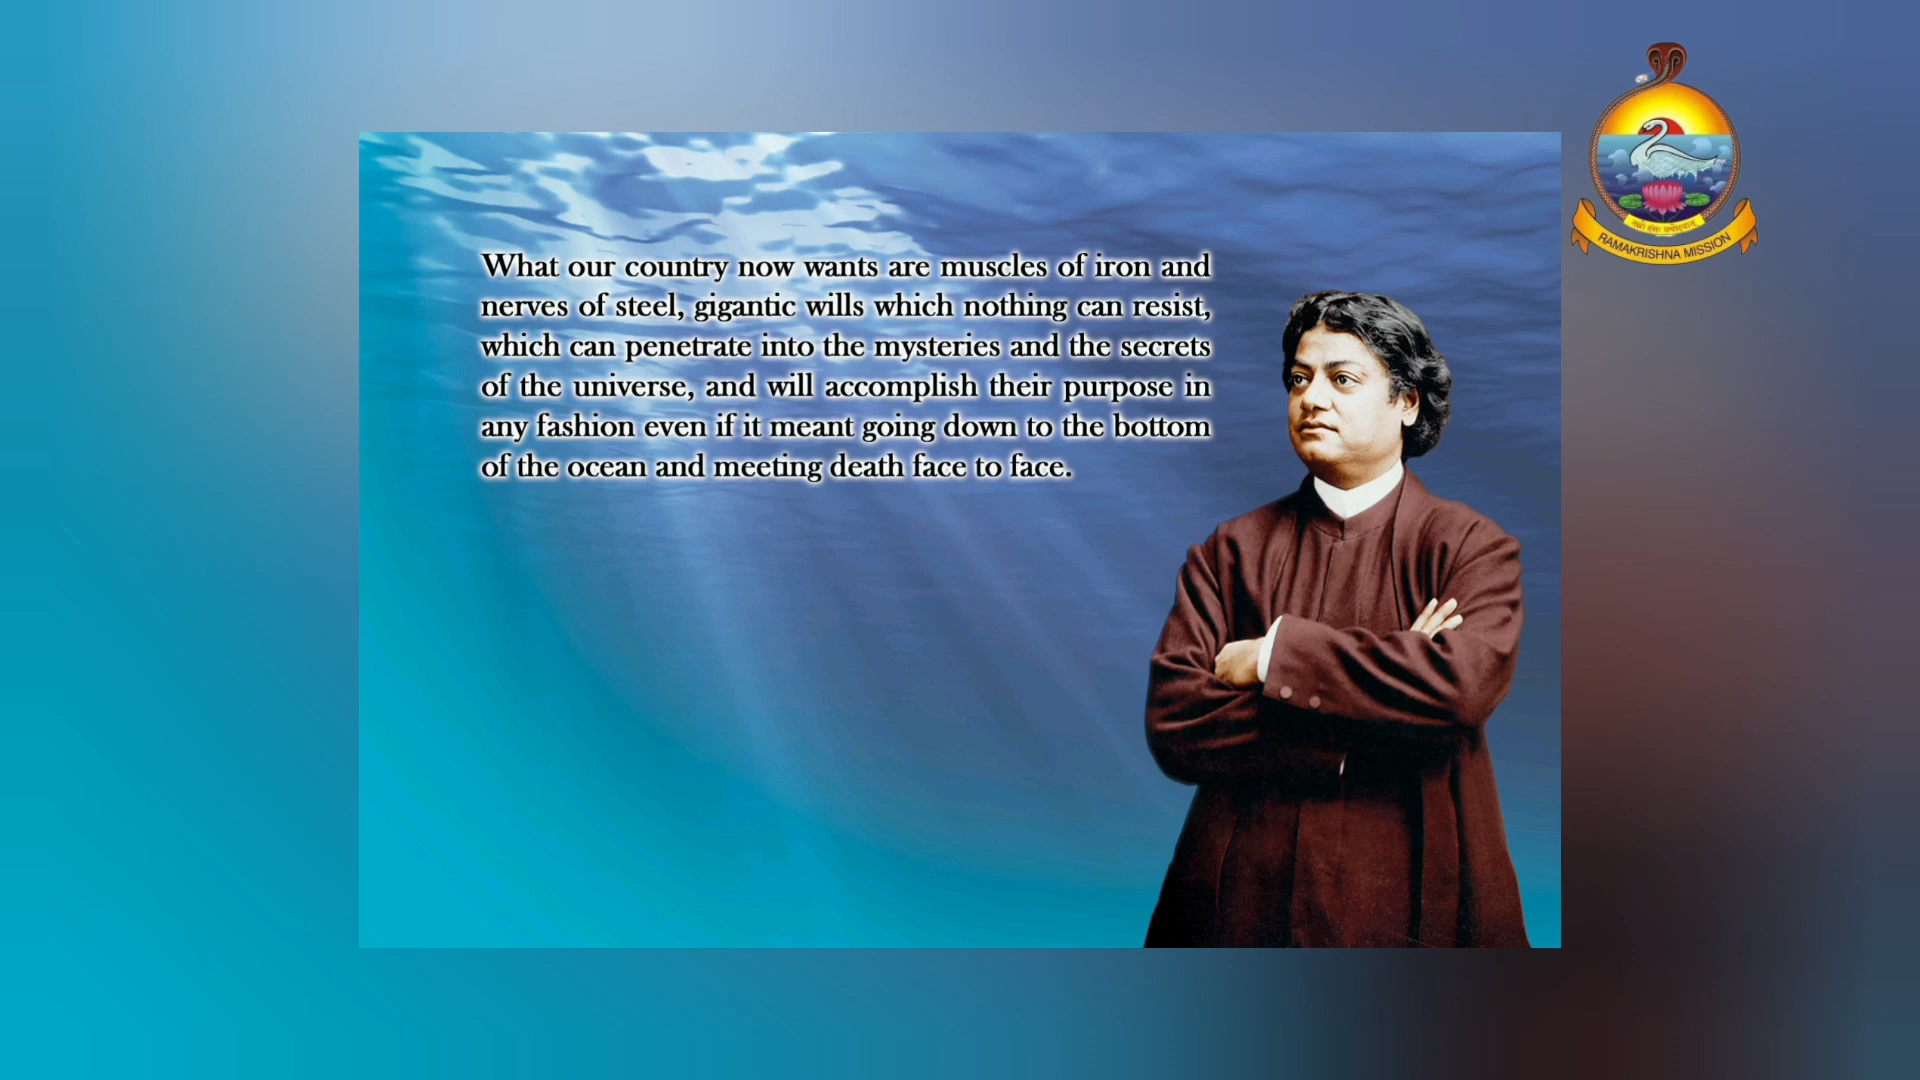 What our country now wants are muscles of iron and
nerves of steel, gigantic wills which nothing can resist,
which can penetrate into the mysteries and the secrets
of the universe, and will accomplish their purpose in
any fashion even if it meant going down to the bottom
of the ocean and meeting death face to face.
तन्नो हंसः प्रचोदयात्
RAMAKRISHNA MISSION